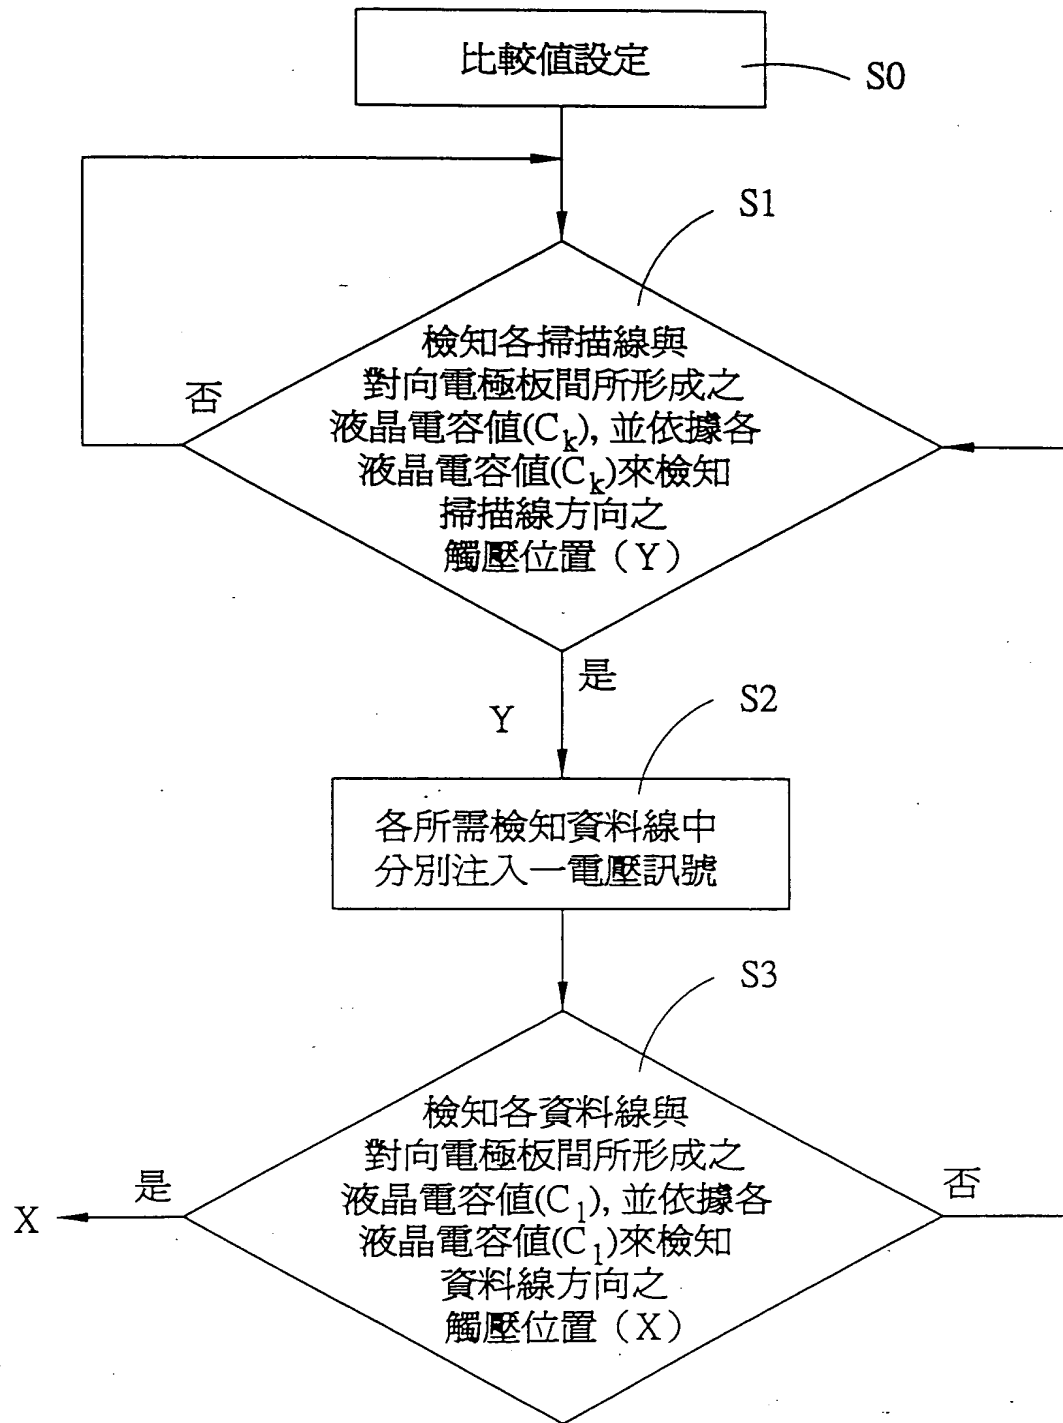 比較值設定
S0
S1
檢知各掃描線與
對向電極板間所形成之
液晶電容值(Ck), 並依據各
液晶電容值(Ck)來檢知
掃描線方向之
觸壓位置（Y）
否
是
Y
S2
各所需檢知資料線中
分別注入一電壓訊號
S3
檢知各資料線與
對向電極板間所形成之
液晶電容值(C1), 並依據各
液晶電容值(C1)來檢知
資料線方向之
觸壓位置（X）
是
X
否